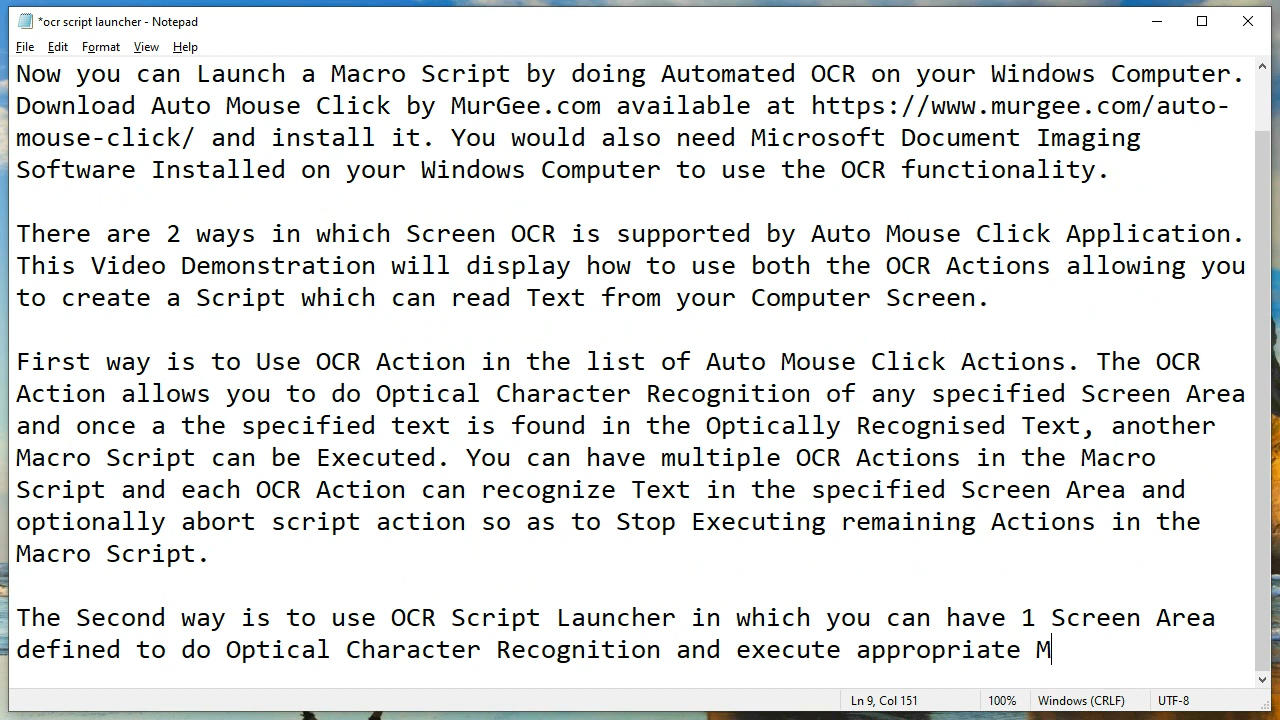 *ocr script launcher - Notepad
File Edit Format View Help
Now you can Launch a Macro Script by doing Automated OCR on your Windows Computer.
Download Auto Mouse Click by MurGee.com available at https://www.murgee.com/auto-
mouse-click/ and install it. You would also need Microsoft Document Imaging
Software Installed on your Windows Computer to use the OCR functionality.

There are 2 ways in which Screen OCR is supported by Auto Mouse Click Application.
This Video Demonstration will display how to use both the OCR Actions allowing you
to create a Script which can read Text from your Computer Screen.

First way is to Use OCR Action in the list of Auto Mouse Click Actions. The OCR
Action allows you to do Optical Character Recognition of any specified Screen Area
and once a the specified text is found in the Optically Recognised Text, another
Macro Script can be Executed. You can have multiple OCR Actions in the Macro
Script and each OCR Action can recognize Text in the specified Screen Area and
optionally abort script action so as to Stop Executing remaining Actions in the
Macro Script.

The Second way is to use OCR Script Launcher in which you can have 1 Screen Area
defined to do Optical Character Recognition and execute appropriate M
Ln 9, Col 151 100% Windows (CRLF) UTF-8